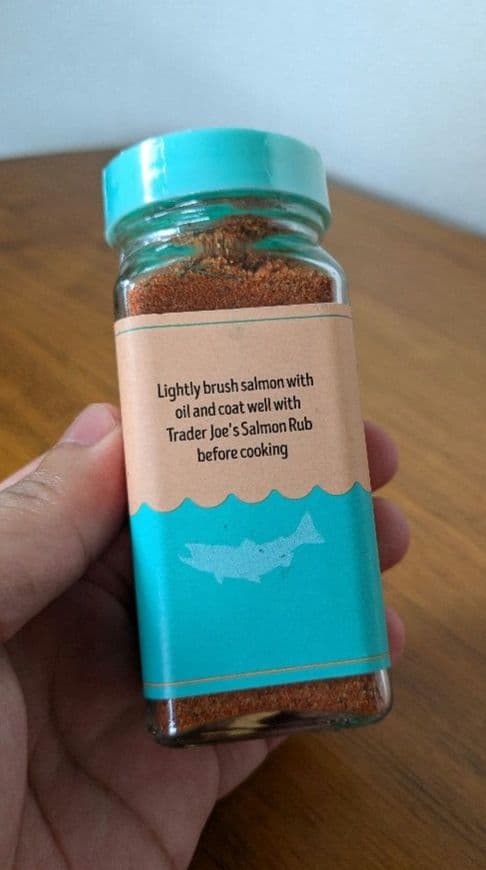 Lightly brush salmon with
oil and coat well with
Trader Joe's Salmon Rub
before cooking